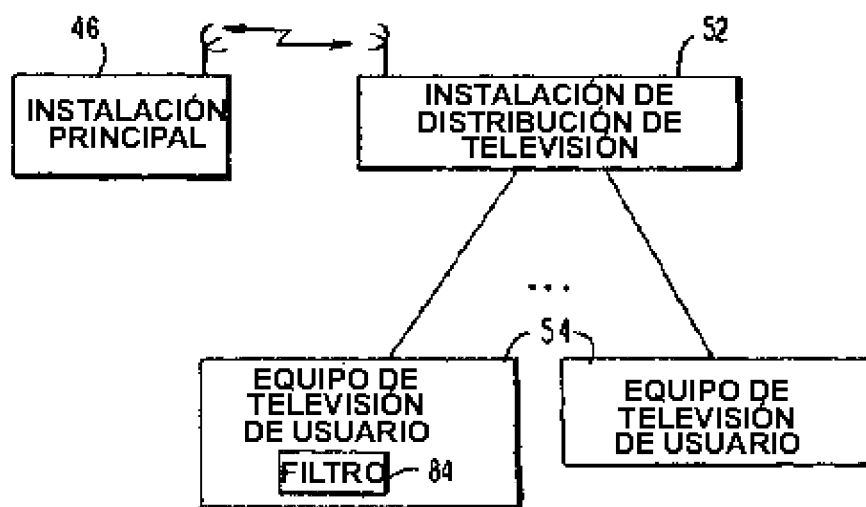 46
52
INSTALACIÓN
PRINCIPAL
INSTALACIÓN DE
DISTRIBUCIÓN DE
TELEVISIÓN
...
54
EQUIPO DE
TELEVISIÓN
DE USUARIO
FILTRO
84
EQUIPO DE
TELEVISIÓN
DE USUARIO